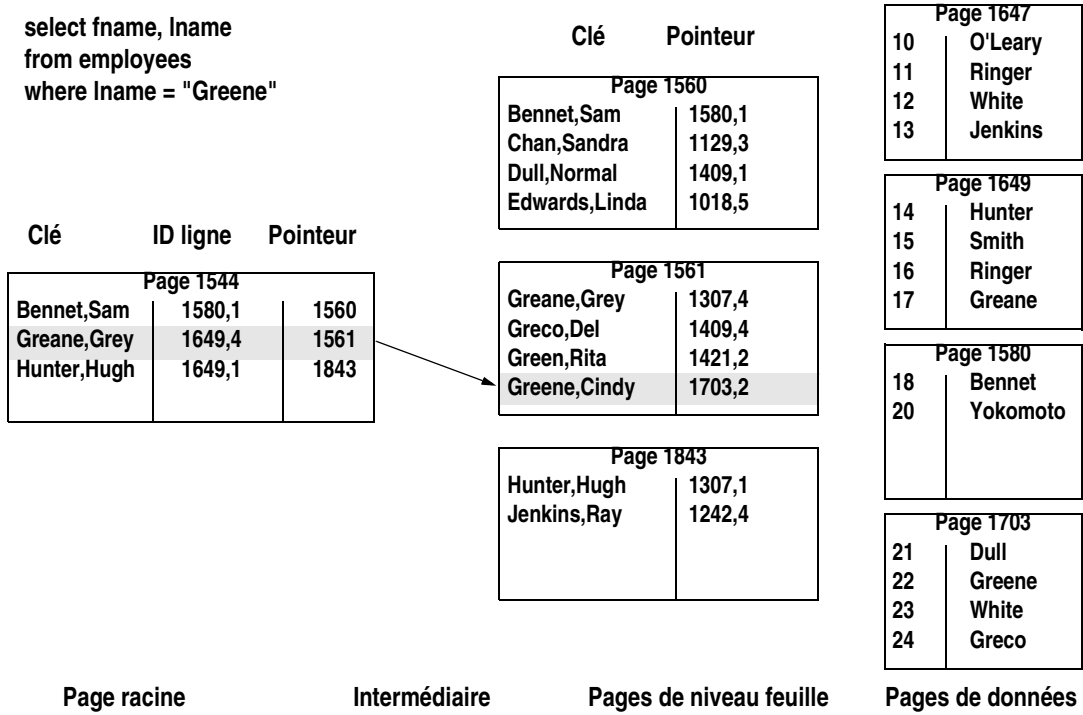 select fname, lname
from employees
where lname = "Greene"
Clé ID ligne Pointeur
Page 1544
Bennet,Sam 1580,1 1560
Greane,Grey 1649,4 1561
Hunter,Hugh 1649,1 1843
Clé Pointeur
Page 1560
Bennet,Sam 1580,1
Chan,Sandra 1129,3
Dull,Normal 1409,1
Edwards,Linda 1018,5
Page 1561
Greane,Grey 1307,4
Greco,Del 1409,4
Green,Rita 1421,2
Greene,Cindy 1703,2
Page 1843
Hunter,Hugh 1307,1
Jenkins,Ray 1242,4
Page 1647
10 O'Leary
11 Ringer
12 White
13 Jenkins
Page 1649
14 Hunter
15 Smith
16 Ringer
17 Greane
Page 1580
18 Bennet
20 Yokomoto
Page 1703
21 Dull
22 Greene
23 White
24 Greco
Page racine Intermédiaire Pages de niveau feuille Pages de données